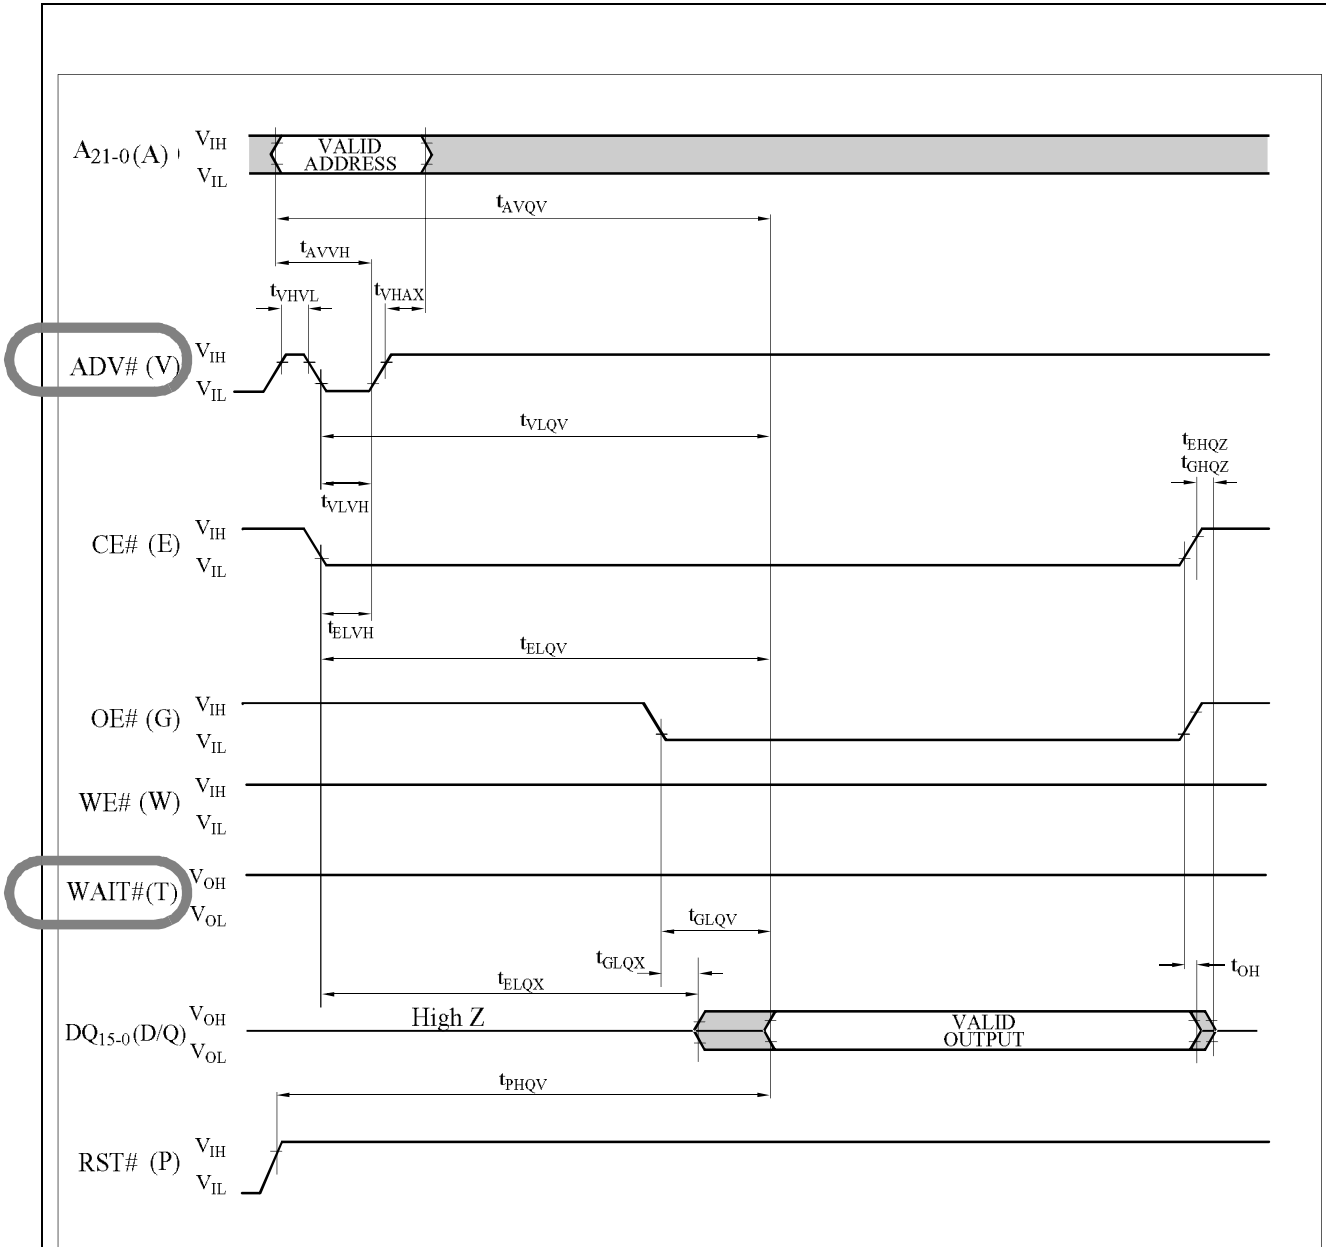 A21-0(A)
VIH
VIL
VALID
ADDRESS
tAVQV
tAVVH
tVHVL
tVHAX
ADV# (V)
VIH
VIL
tVLQV
tVLVH
tEHQZ
tGHQZ
CE# (E)
VIH
VIL
tELVH
tELQV
OE# (G)
VIH
VIL
WE# (W)
VIH
VIL
WAIT#(T)
VOH
VOL
tGLQV
tGLQX
tOH
tELQX
DQ15-0(D/Q)
VOH
VOL
High Z
VALID
OUTPUT
tPHQV
RST# (P)
VIH
VIL